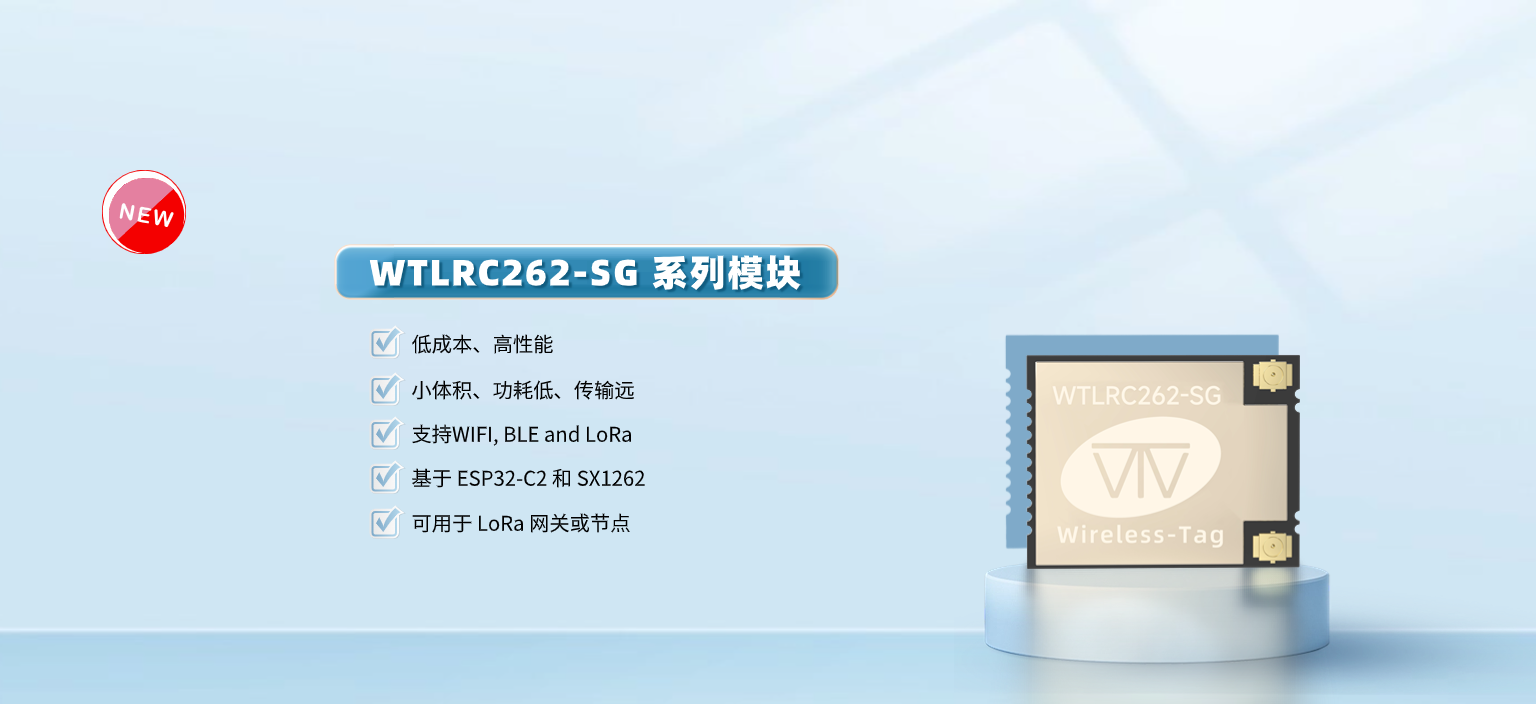 NEW
WTLRC262-SG 系列模块
低成本、高性能
小体积、功耗低、传输远
支持WIFI, BLE and LoRa
基于 ESP32-C2 和 SX1262
可用于 LoRa 网关或节点
WTLRC262-SG
Wireless-Tag